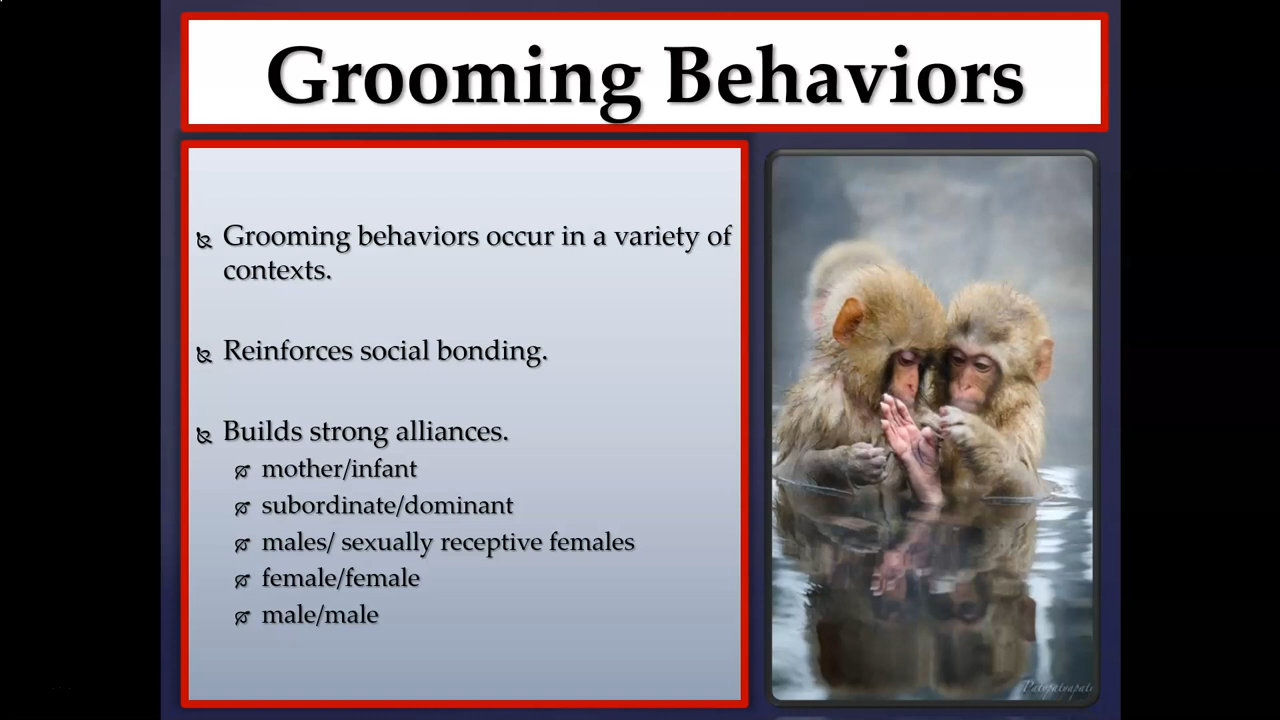 Grooming Behaviors
Grooming behaviors occur in a variety of
contexts.
Reinforces social bonding.
Builds strong alliances.
mother/infant
subordinate/dominant
males/ sexually receptive females
female/female
male/male